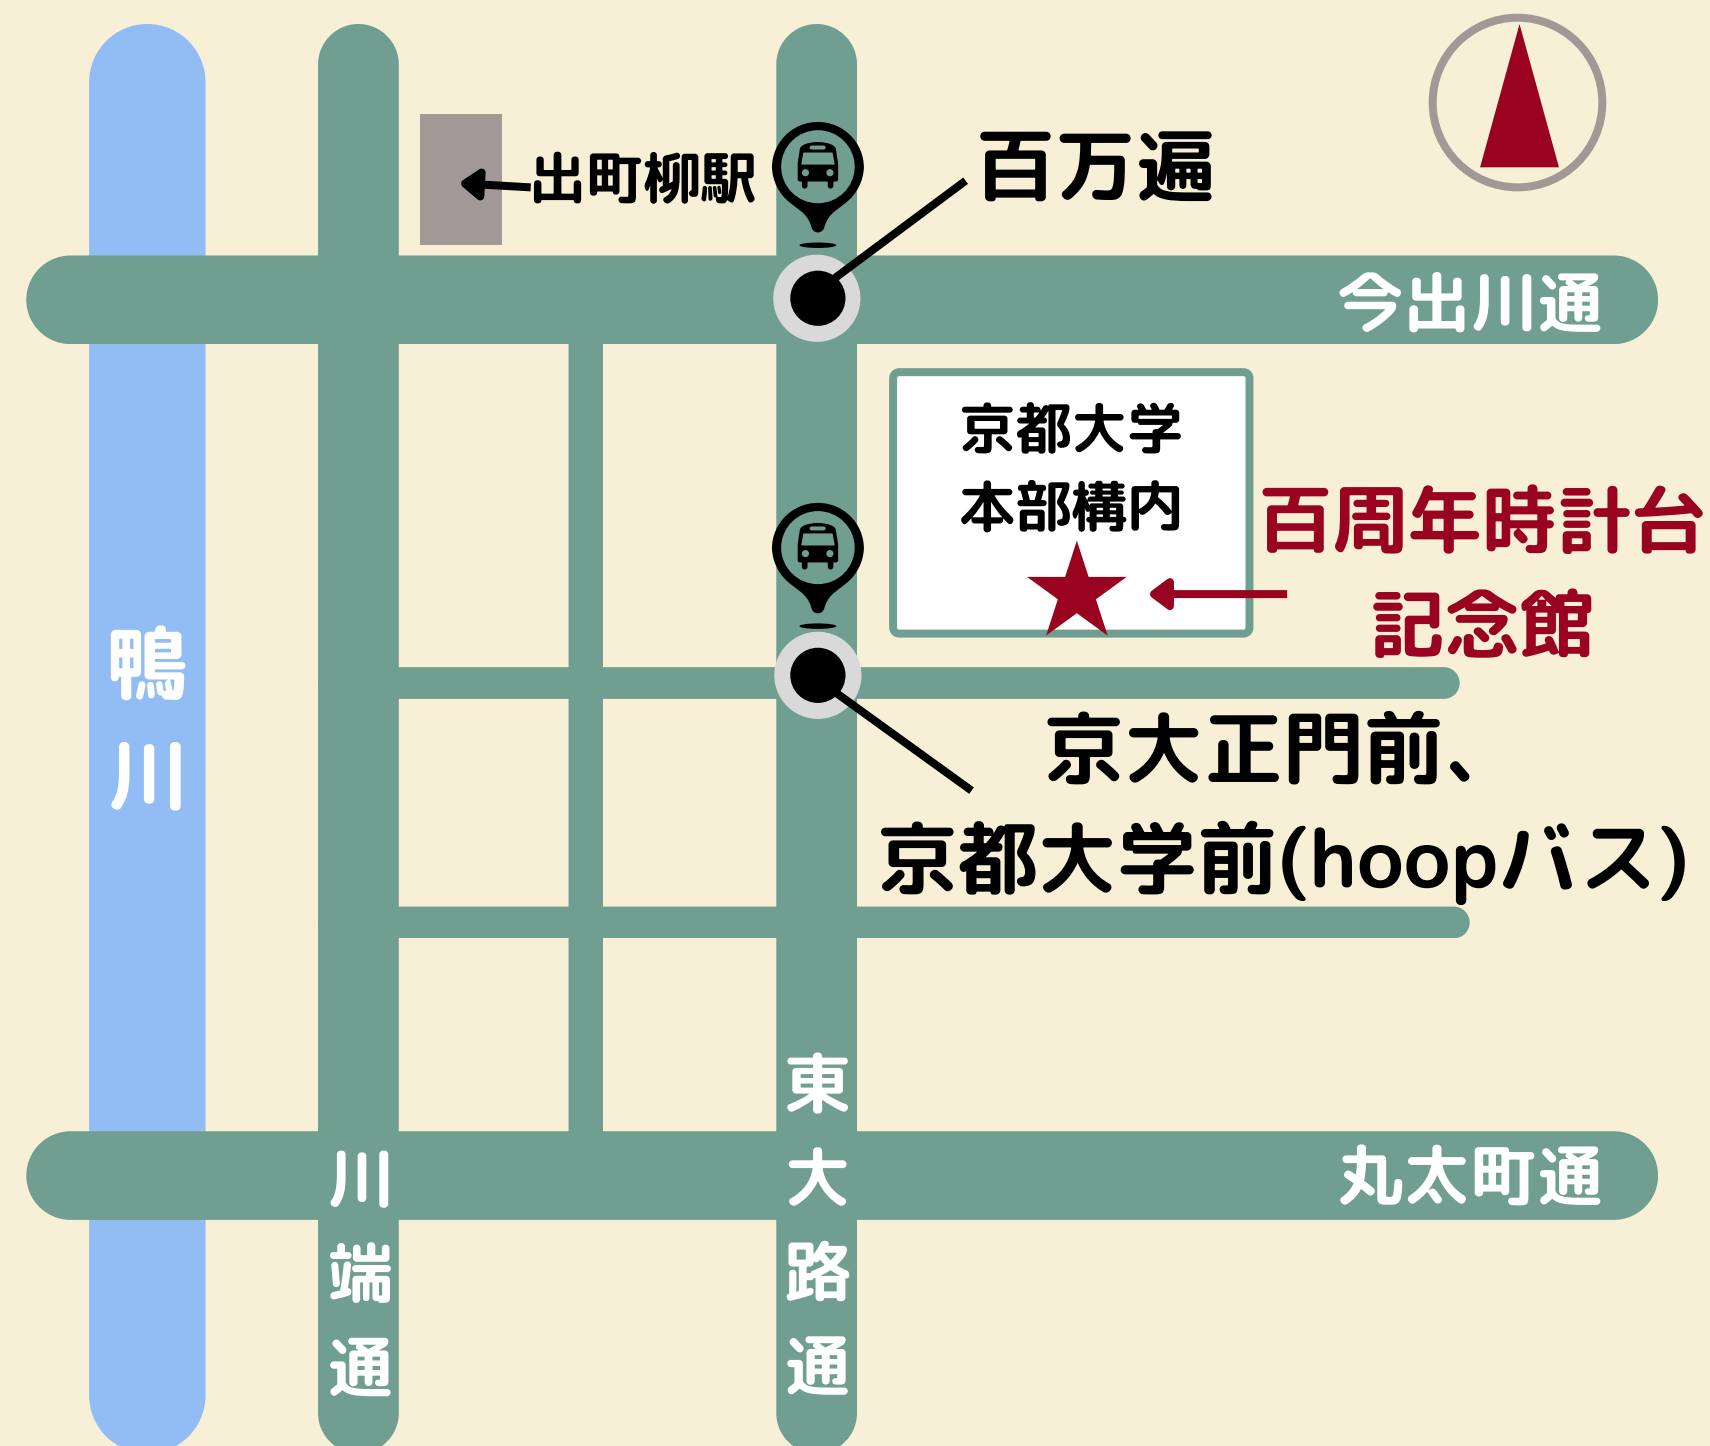 出町柳駅
百万遍
今出川通
京都大学
本部構内
百周年時計台
記念館
鴨川
京大正門前、
京都大学前(hoopバス)
東大路通
川端通
丸太町通